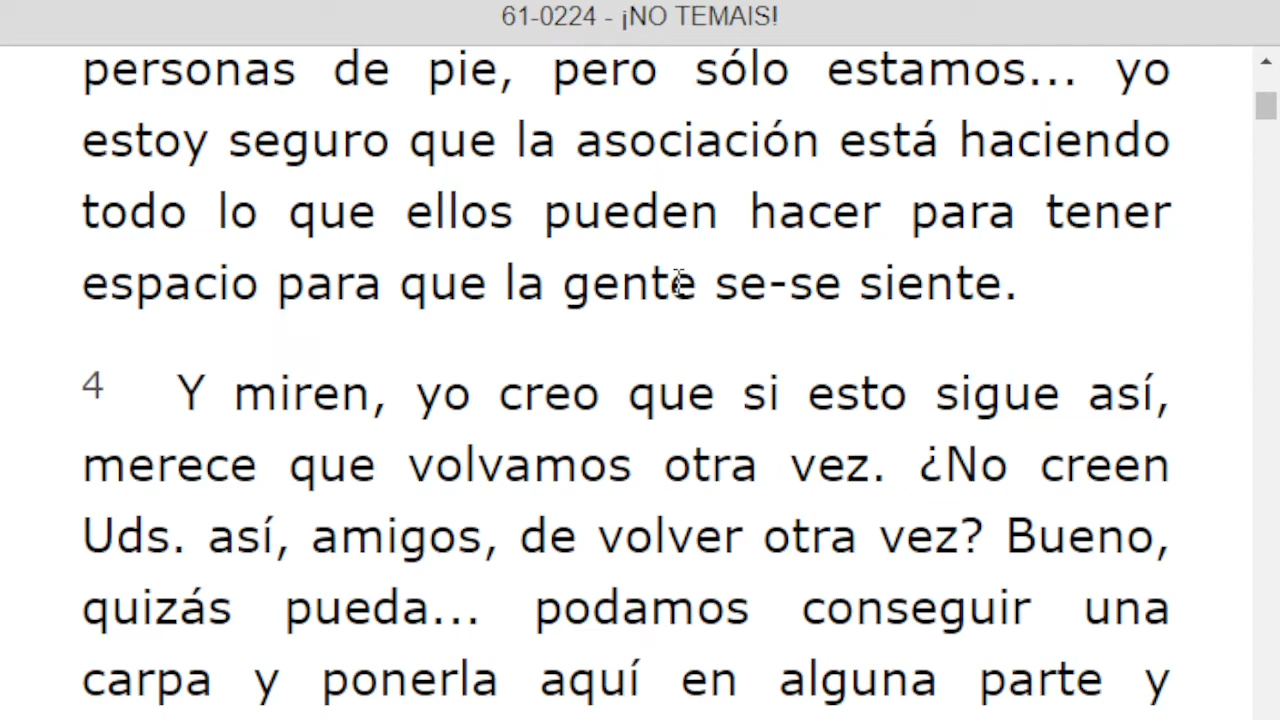 61-0224 - ¡NO TEMAIS!
personas de pie, pero sólo estamos... yo
estoy seguro que la asociación está haciendo
todo lo que ellos pueden hacer para tener
espacio para que la gente se-se siente.
4 Y miren, yo creo que si esto sigue así,
merece que volvamos otra vez. ¿No creen
Uds. así, amigos, de volver otra vez? Bueno,
quizás pueda... podamos conseguir una
carpa y ponerla aquí en alguna parte y